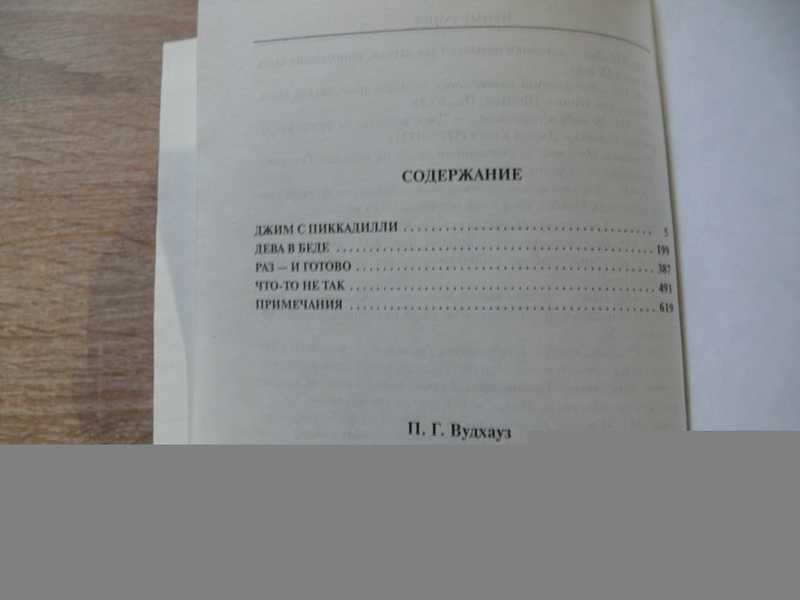 СОДЕРЖАНИЕ
ДЖИМ С ПИККАДИЛЛИ 5
ДЕВА В БЕДЕ 199
РАЗ — И ГОТОВО 387
ЧТО-ТО НЕ ТАК 491
ПРИМЕЧАНИЯ 619
П. Г. Вудхауз